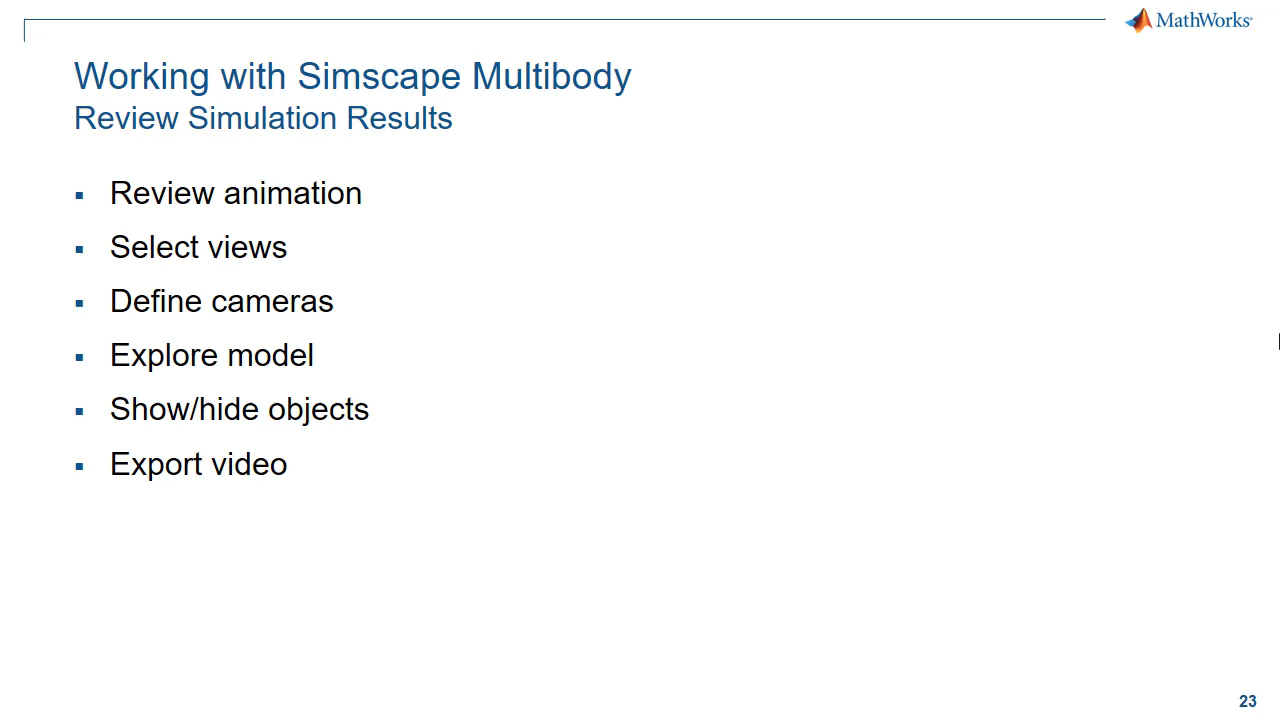 MathWorks
Working with Simscape Multibody
Review Simulation Results
▪ Review animation
▪ Select views
▪ Define cameras
▪ Explore model
▪ Show/hide objects
▪ Export video
23